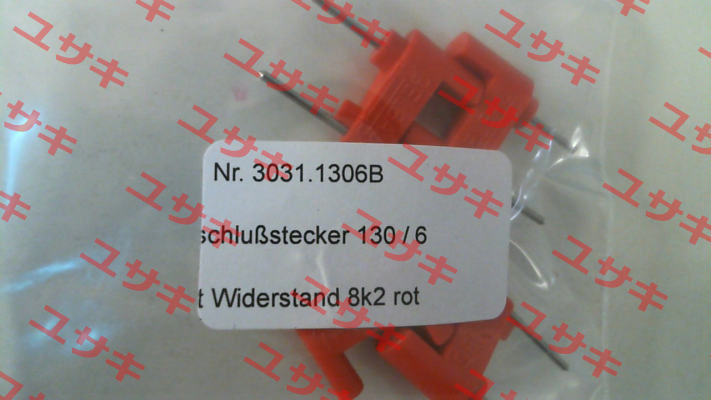 Nr. 3031.1306B
schlußstecker 130 / 6
t Widerstand 8k2 rot
ユサキ